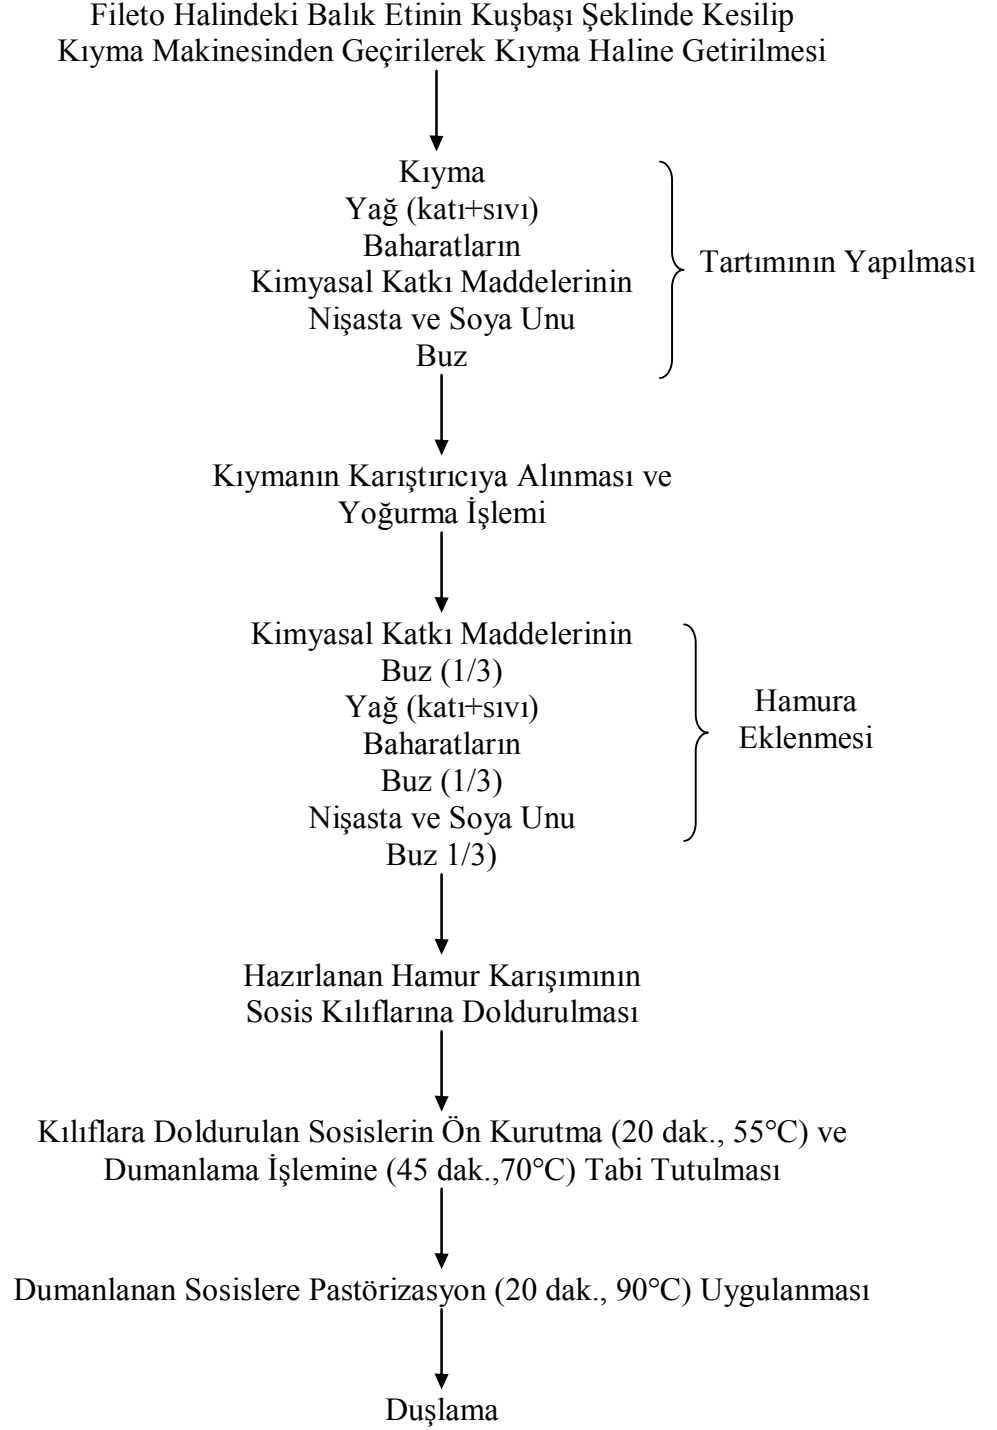 Fileto Halindeki Balık Etinin Kuşbaşı Şeklinde Kesilip
Kıyma Makinesinden Geçirilerek Kıyma Haline Getirilmesi
Kıyma
Yağ (katı+sıvı)
Baharatların
Kimyasal Katkı Maddelerinin
Nişasta ve Soya Unu
Buz
Tartımının Yapılması
Kıymanın Karıştırıcıya Alınması ve
Yoğurma İşlemi
Kimyasal Katkı Maddelerinin
Buz (1/3)
Yağ (katı+sıvı)
Baharatların
Buz (1/3)
Nişasta ve Soya Unu
Buz 1/3)
Hamura
Eklenmesi
Hazırlanan Hamur Karışımının
Sosis Kılıflarına Doldurulması
Kılıflara Doldurulan Sosislerin Ön Kurutma (20 dak., 55°C) ve
Dumanlama İşlemine (45 dak.,70°C) Tabi Tutulması
Dumanlanan Sosislere Pastörizasyon (20 dak., 90°C) Uygulanması
Duşlama